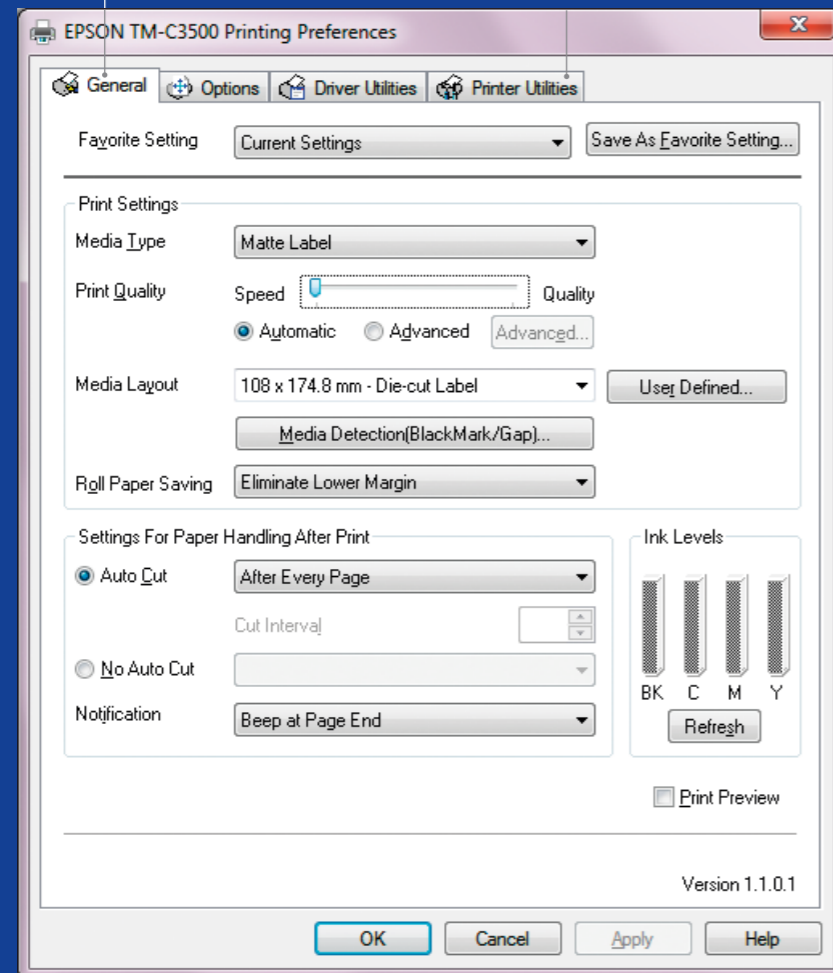 EPSON TM-C3500 Printing Preferences
General Options Driver Utilities Printer Utilities
Favorite Setting Current Settings Save As Favorite Setting...
Print Settings
Media Type Matte Label
Print Quality Speed Quality
Automatic Advanced Advanced...
Media Layout 108 x 174.8 mm - Die-cut Label User Defined...
Media Detection(BlackMark/Gap)...
Roll Paper Saving Eliminate Lower Margin
Settings For Paper Handling After Print Ink Levels
Auto Cut After Every Page
Cut Interval
No Auto Cut
BK C M Y
Notification Beep at Page End Refresh
Print Preview
Version 1.1.0.1
OK Cancel Apply Help